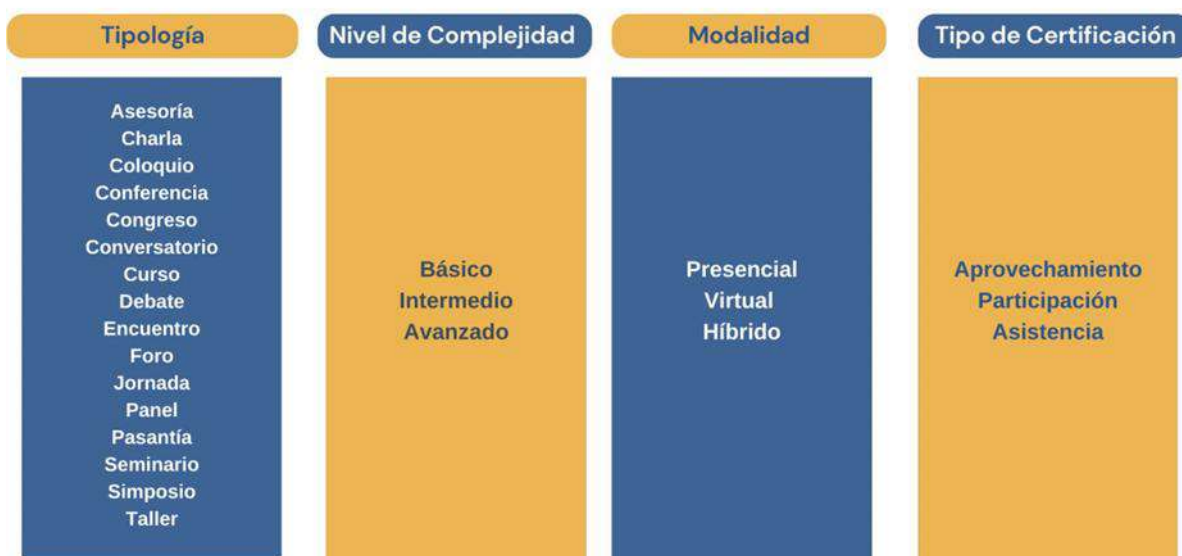 Tipología
Nivel de Complejidad
Modalidad
Tipo de Certificación
Asesoría
Charla
Coloquio
Conferencia
Congreso
Conversatorio
Curso
Debate
Encuentro
Foro
Jornada
Panel
Pasantía
Seminario
Simposio
Taller
Básico
Intermedio
Avanzado
Presencial
Virtual
Híbrido
Aprovechamiento
Participación
Asistencia